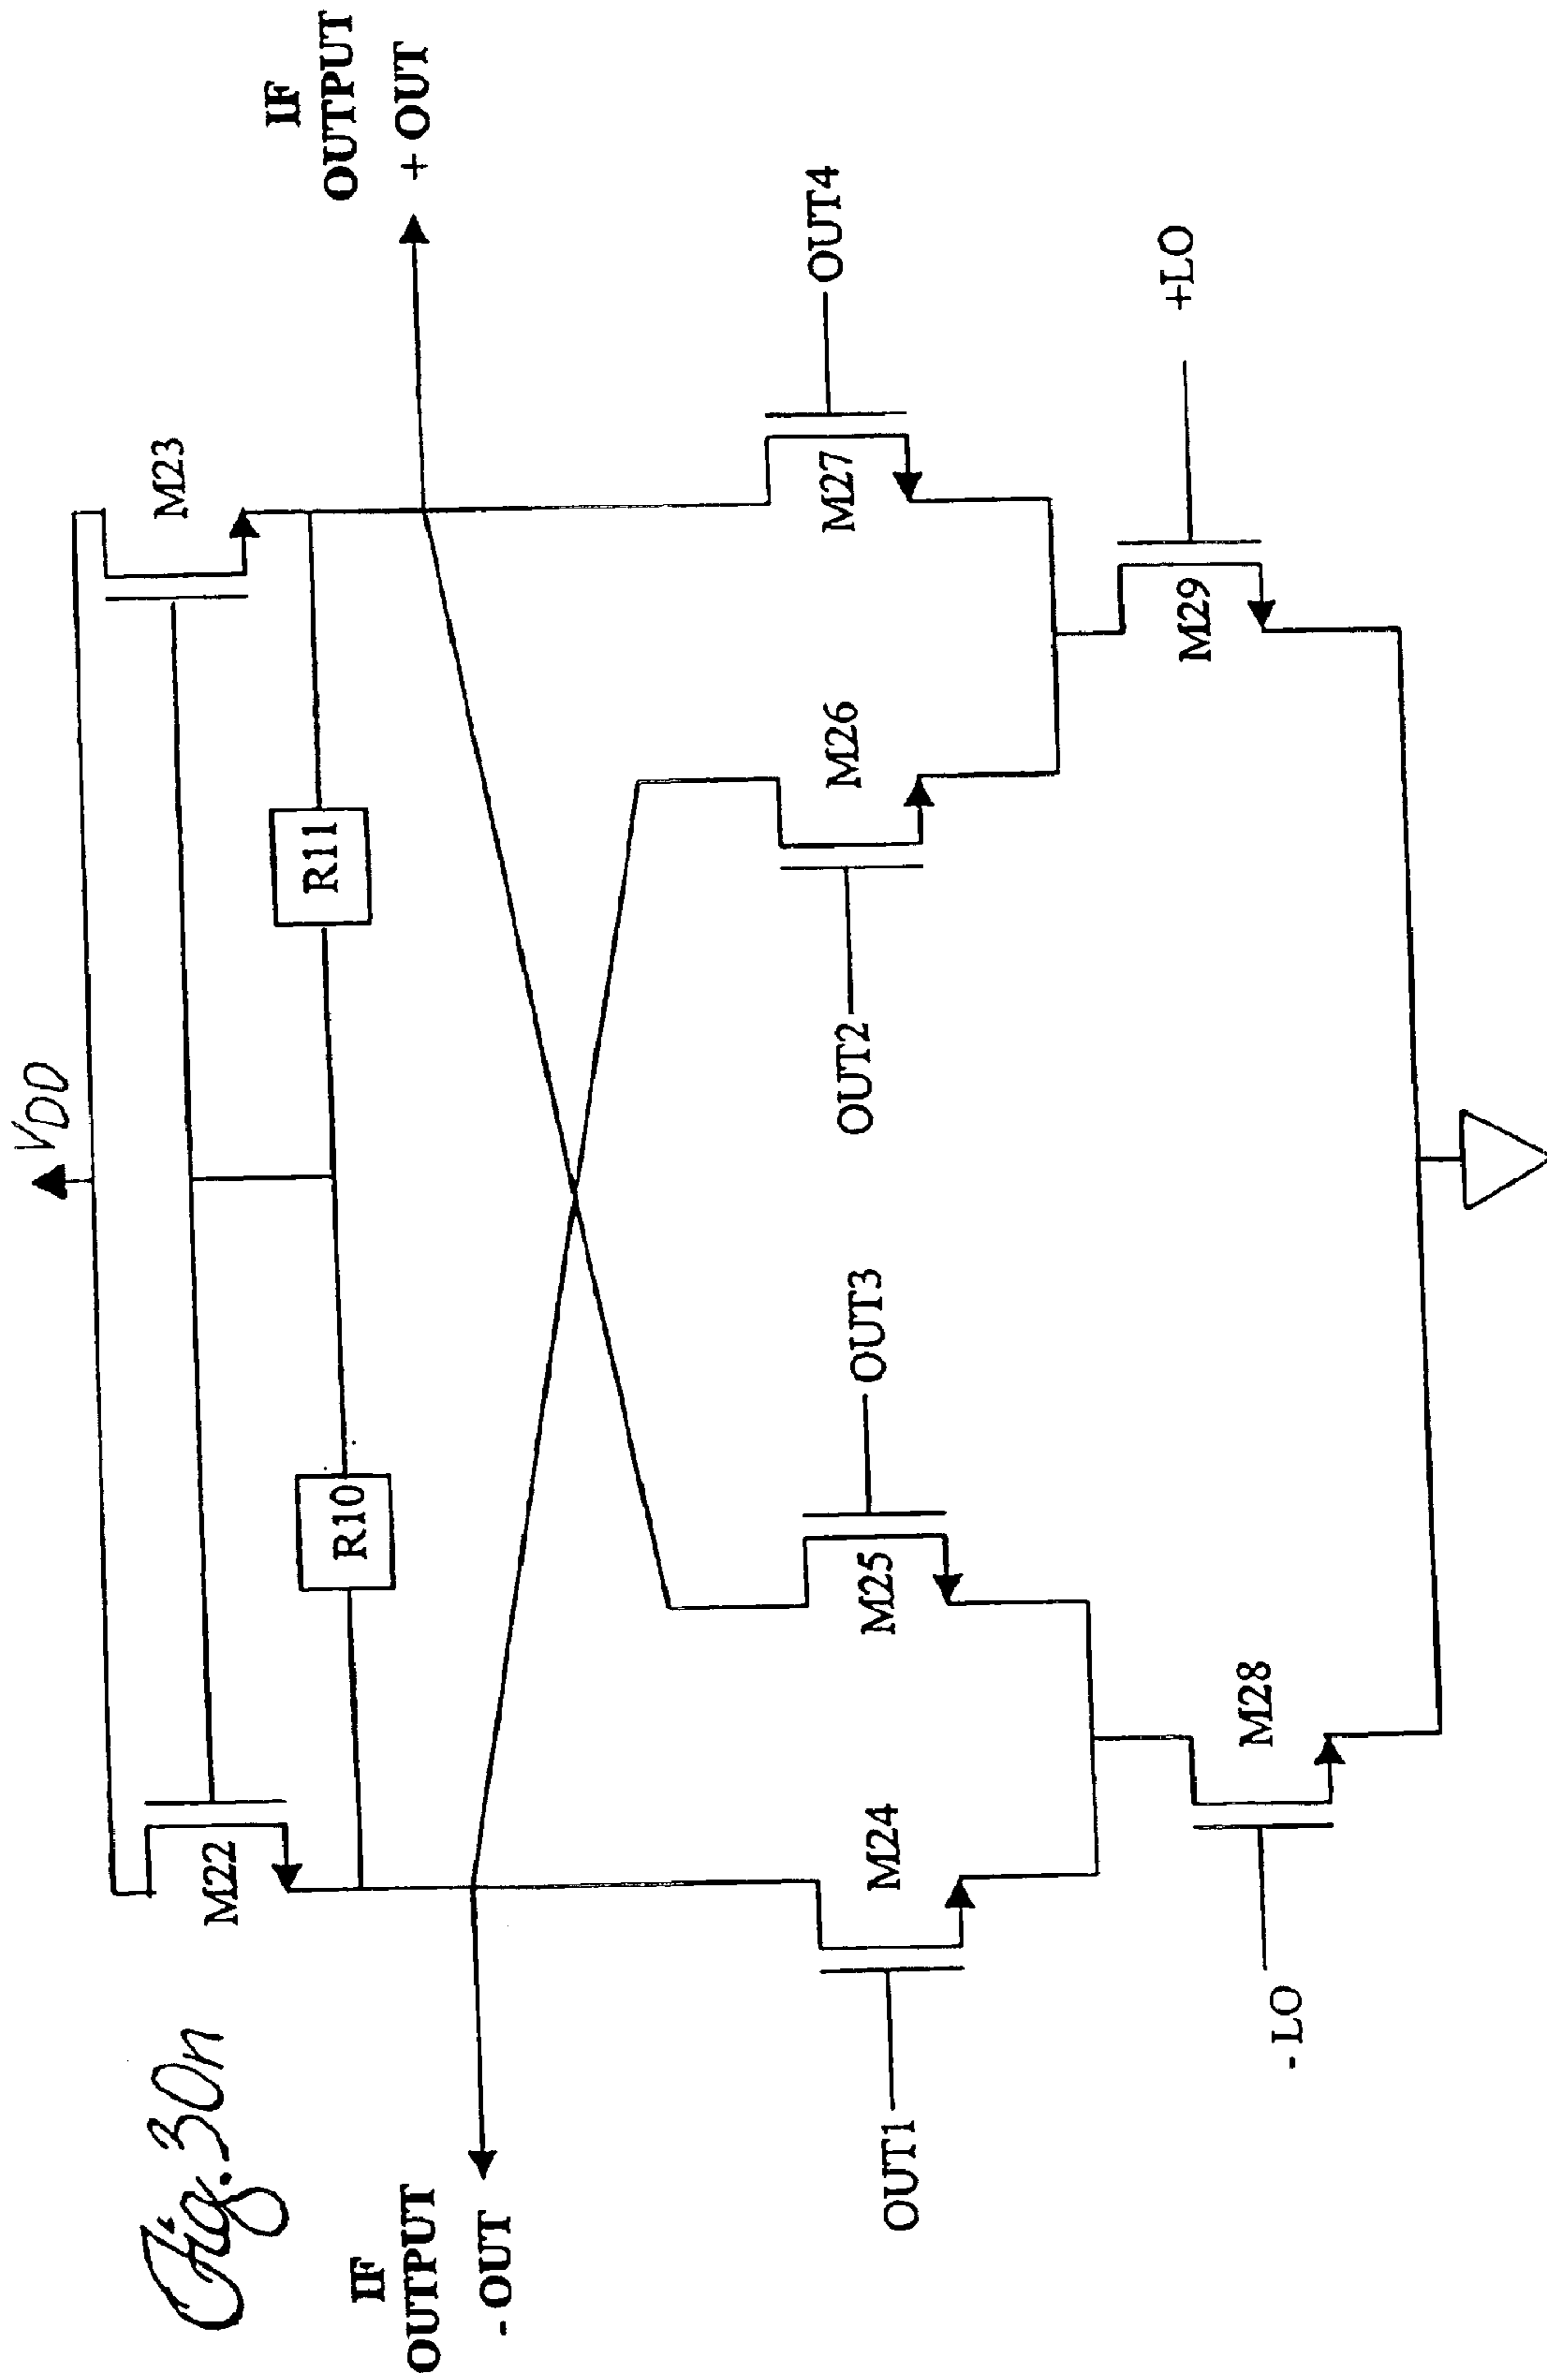 Fig. 30n
VDD
IF
OUTPUT
- OUT
IF
OUTPUT
+ OUT
M22
M23
R10
R11
M24
M25
M26
M27
OUT1
OUT3
OUT2
OUT4
- LO
M28
M29
+LO